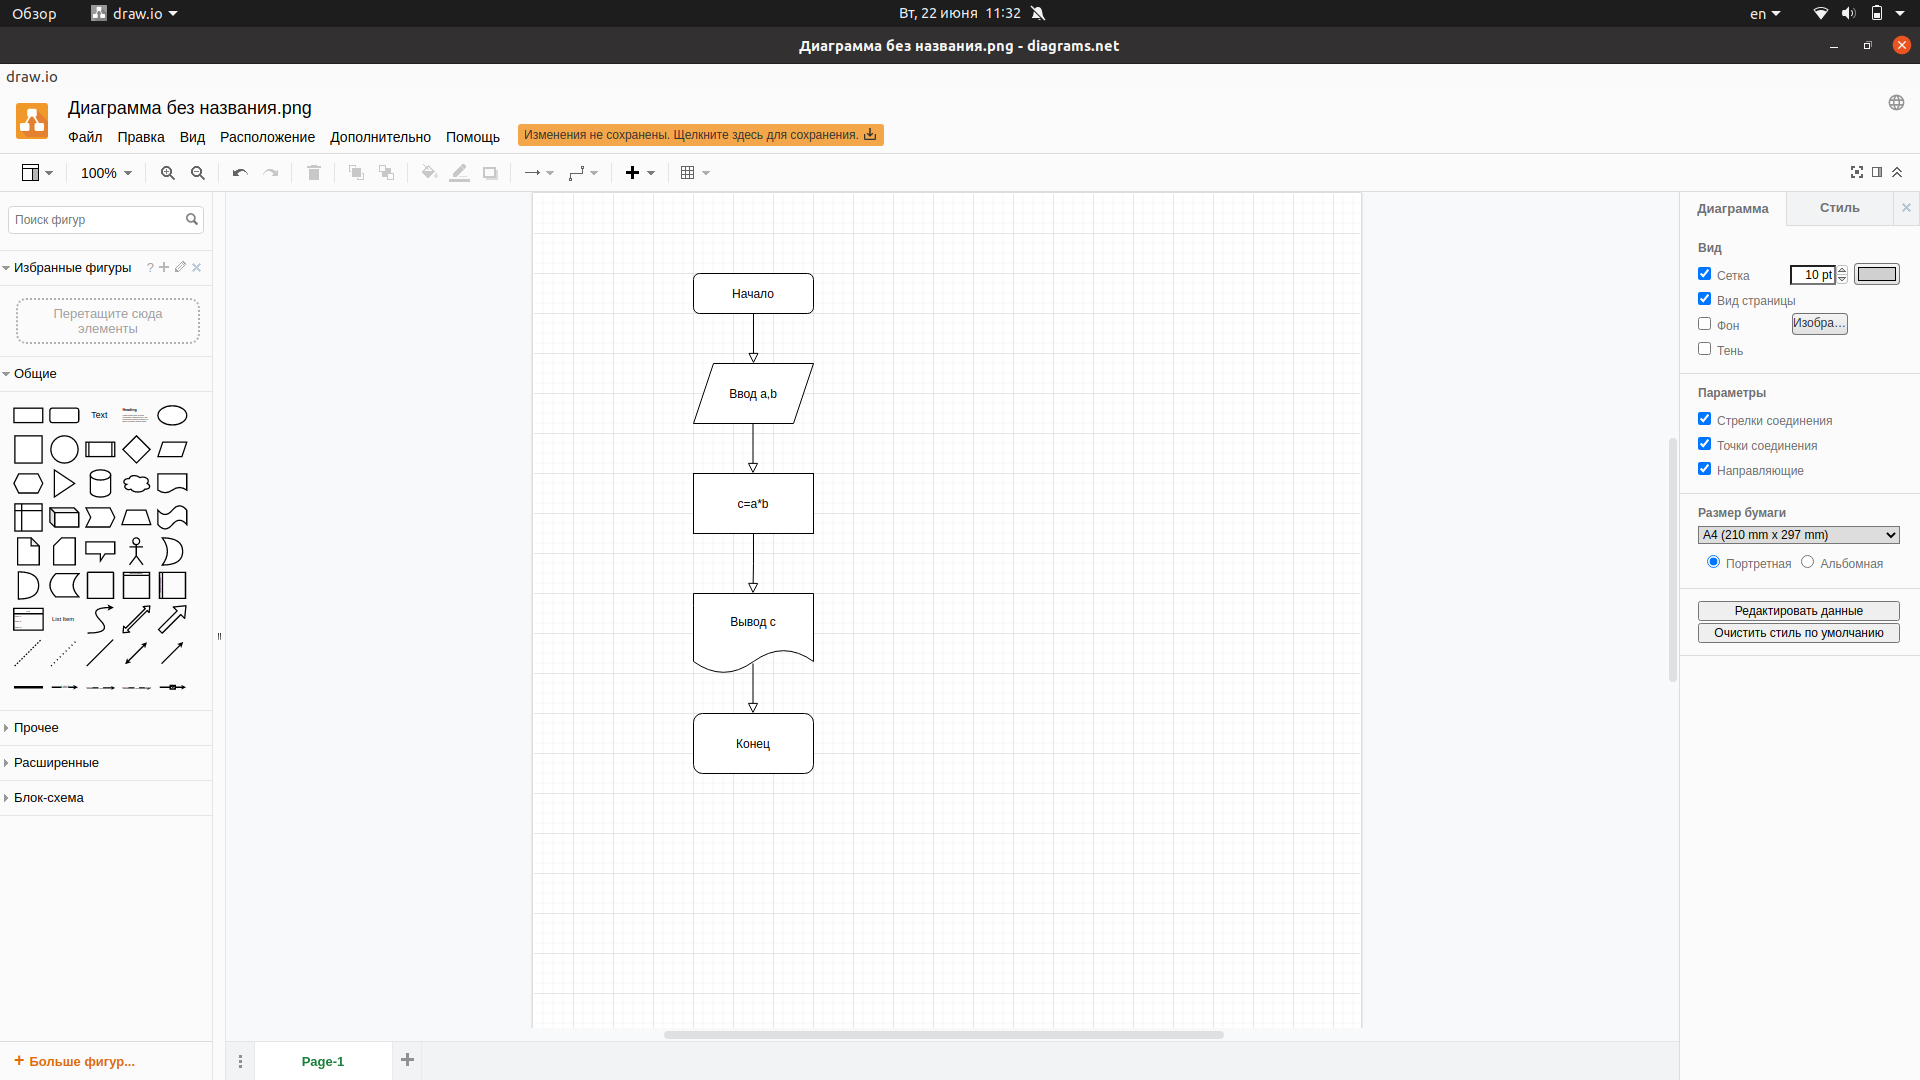 Обзор
draw.io
Вт, 22 июня 11:32
en
Диаграмма без названия.png - diagrams.net
draw.io
Диаграмма без названия.png
Файл Правка Вид Расположение Дополнительно Помощь
Изменения не сохранены. Щелкните здесь для сохранения.
100%
Поиск фигур
Избранные фигуры
?
Перетащите сюда
элементы
Общие
Text
Heading
List Item
Прочее
Расширенные
Блок-схема
+ Больше фигур...
Начало
Ввод a,b
c=a*b
Вывод c
Конец
Page-1
Диаграмма
Стиль
Вид
Сетка
10 pt
Вид страницы
Фон
Изобра...
Тень
Параметры
Стрелки соединения
Точки соединения
Направляющие
Размер бумаги
A4 (210 mm x 297 mm)
Портретная
Альбомная
Редактировать данные
Очистить стиль по умолчанию